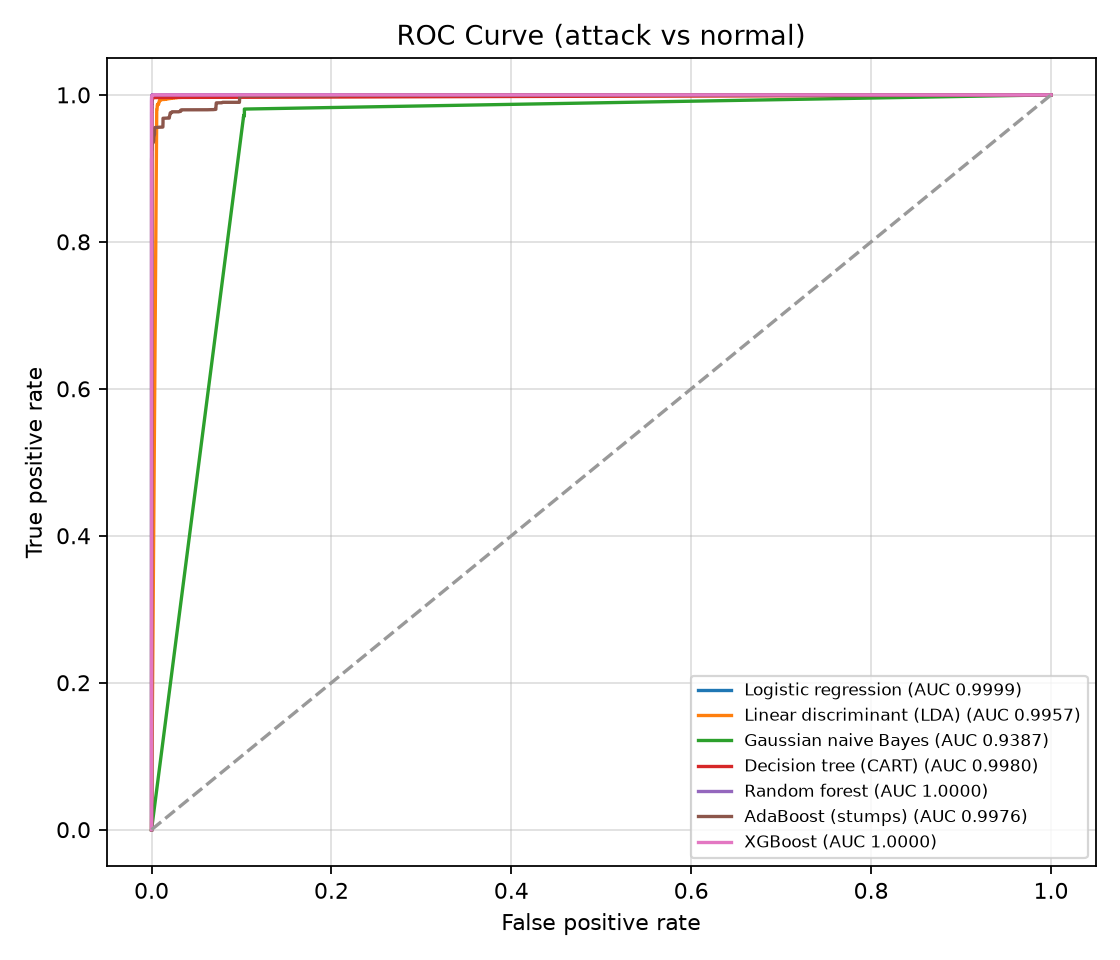 ROC Curve (attack vs normal)
True positive rate
1.0
0.8
0.6
0.4
0.2
0.0
Logistic regression (AUC 0.9999)
Linear discriminant (LDA) (AUC 0.9957)
Gaussian naive Bayes (AUC 0.9387)
Decision tree (CART) (AUC 0.9980)
Random forest (AUC 1.0000)
AdaBoost (stumps) (AUC 0.9976)
XGBoost (AUC 1.0000)
0.0 0.2 0.4 0.6 0.8 1.0
False positive rate